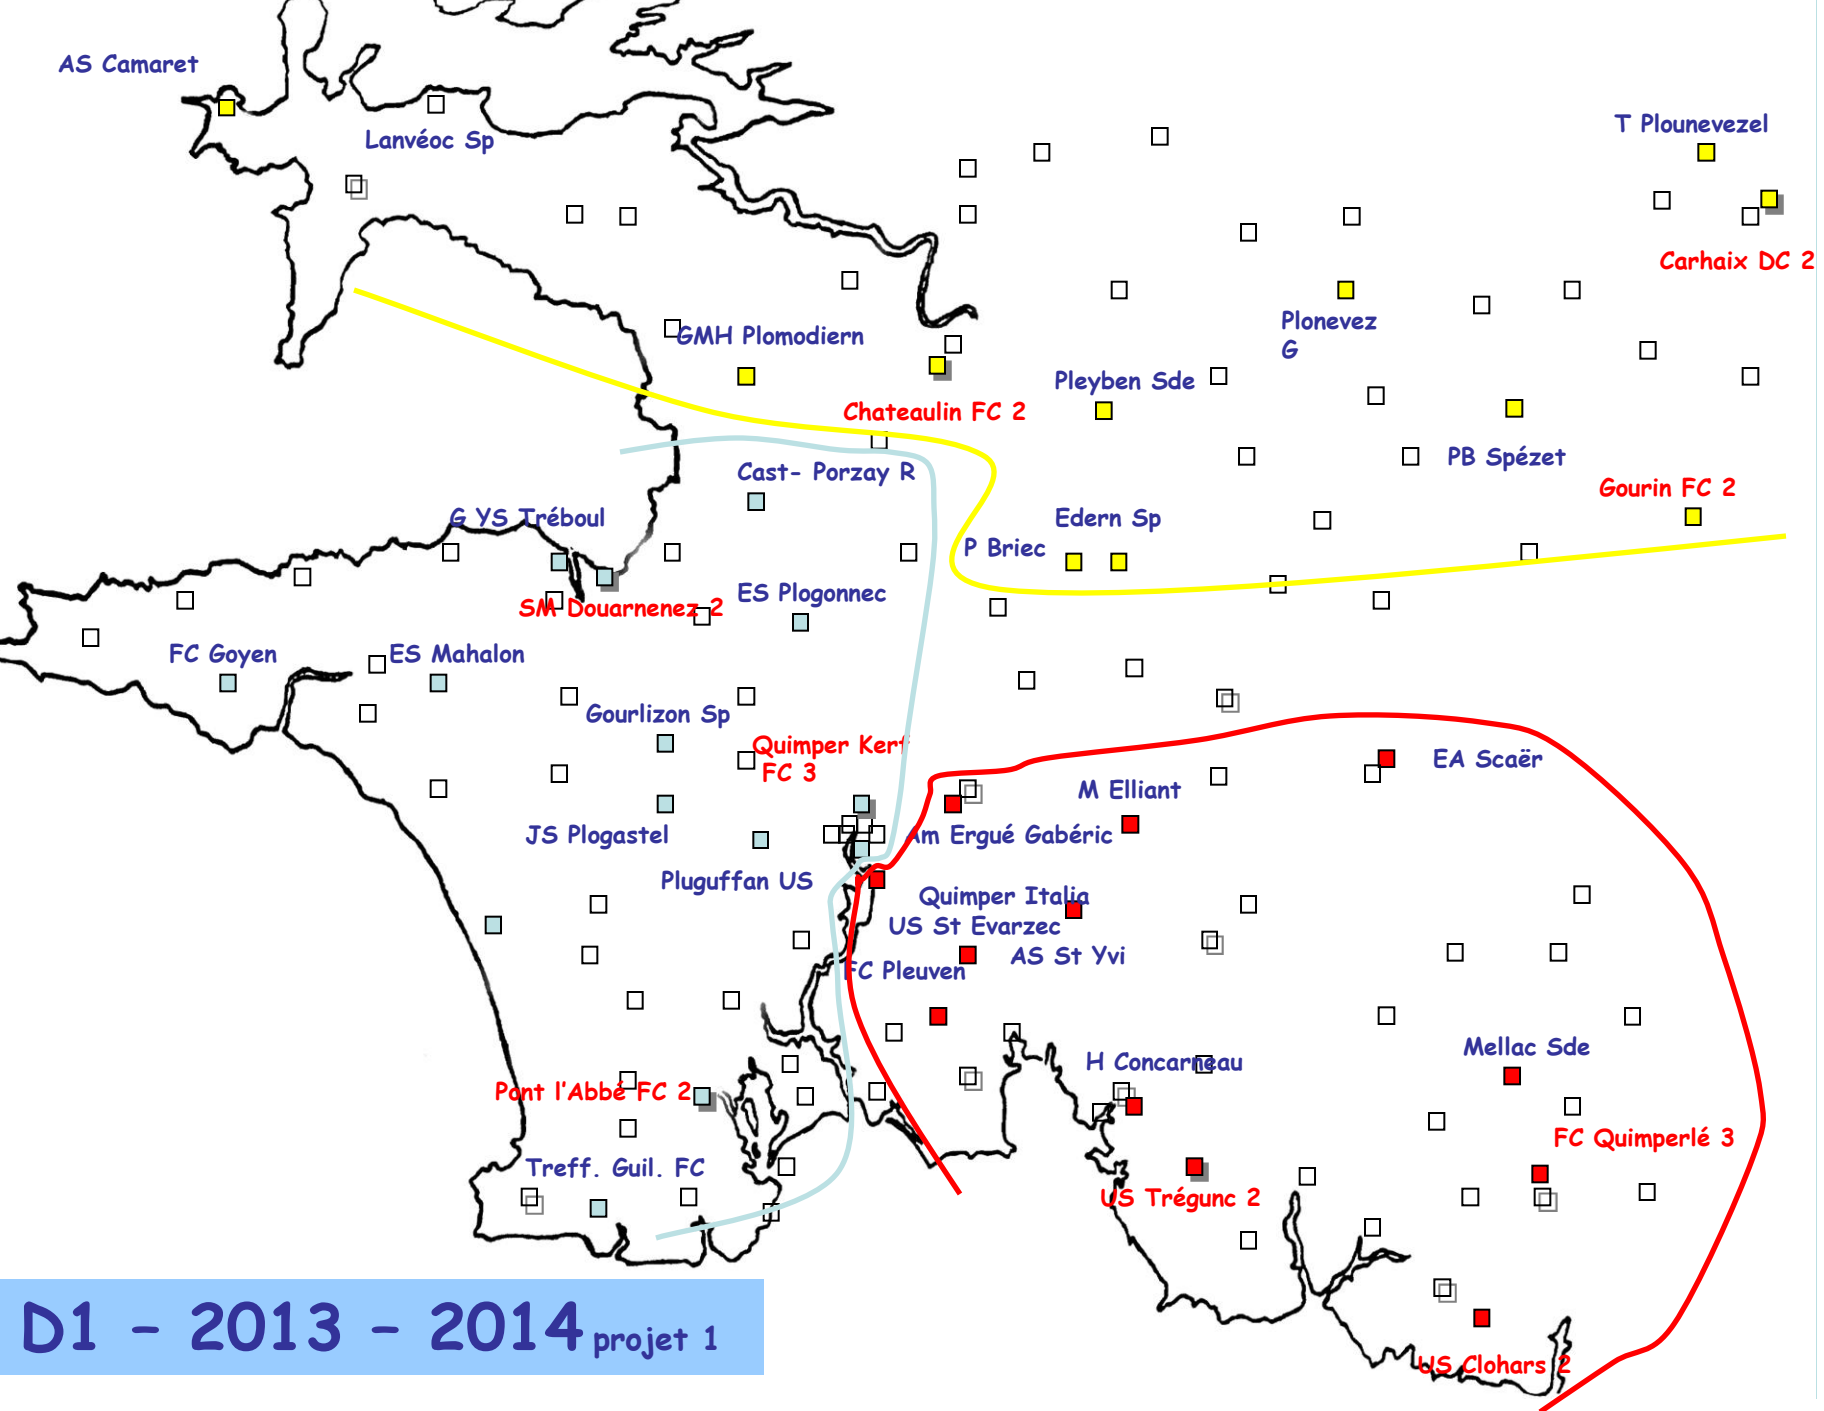 AS Camaret
Lanvéoc Sp
T Plounevezel
Carhaix DC 2
GMH Plomodiern
Plonevez
G
Pleyben Sde
Chateaulin FC 2
Cast- Porzay R
PB Spézet
Gourin FC 2
G YS Tréboul
Edern Sp
P Briec
ES Plogonnec
SM Douarnenez 2
FC Goyen
ES Mahalon
Gourlizon Sp
Quimper Kerf
FC 3
EA Scaër
M Elliant
JS Plogastel
Am Ergué Gabéric
Pluguffan US
Quimper Italia
US St Evarzec
AS St Yvi
FC Pleuven
Mellac Sde
H Concarneau
Pont l'Abbé FC 2
FC Quimperlé 3
Treff. Guil. FC
US Trégunc 2
US Clohars 2
D1 - 2013 - 2014 projet 1